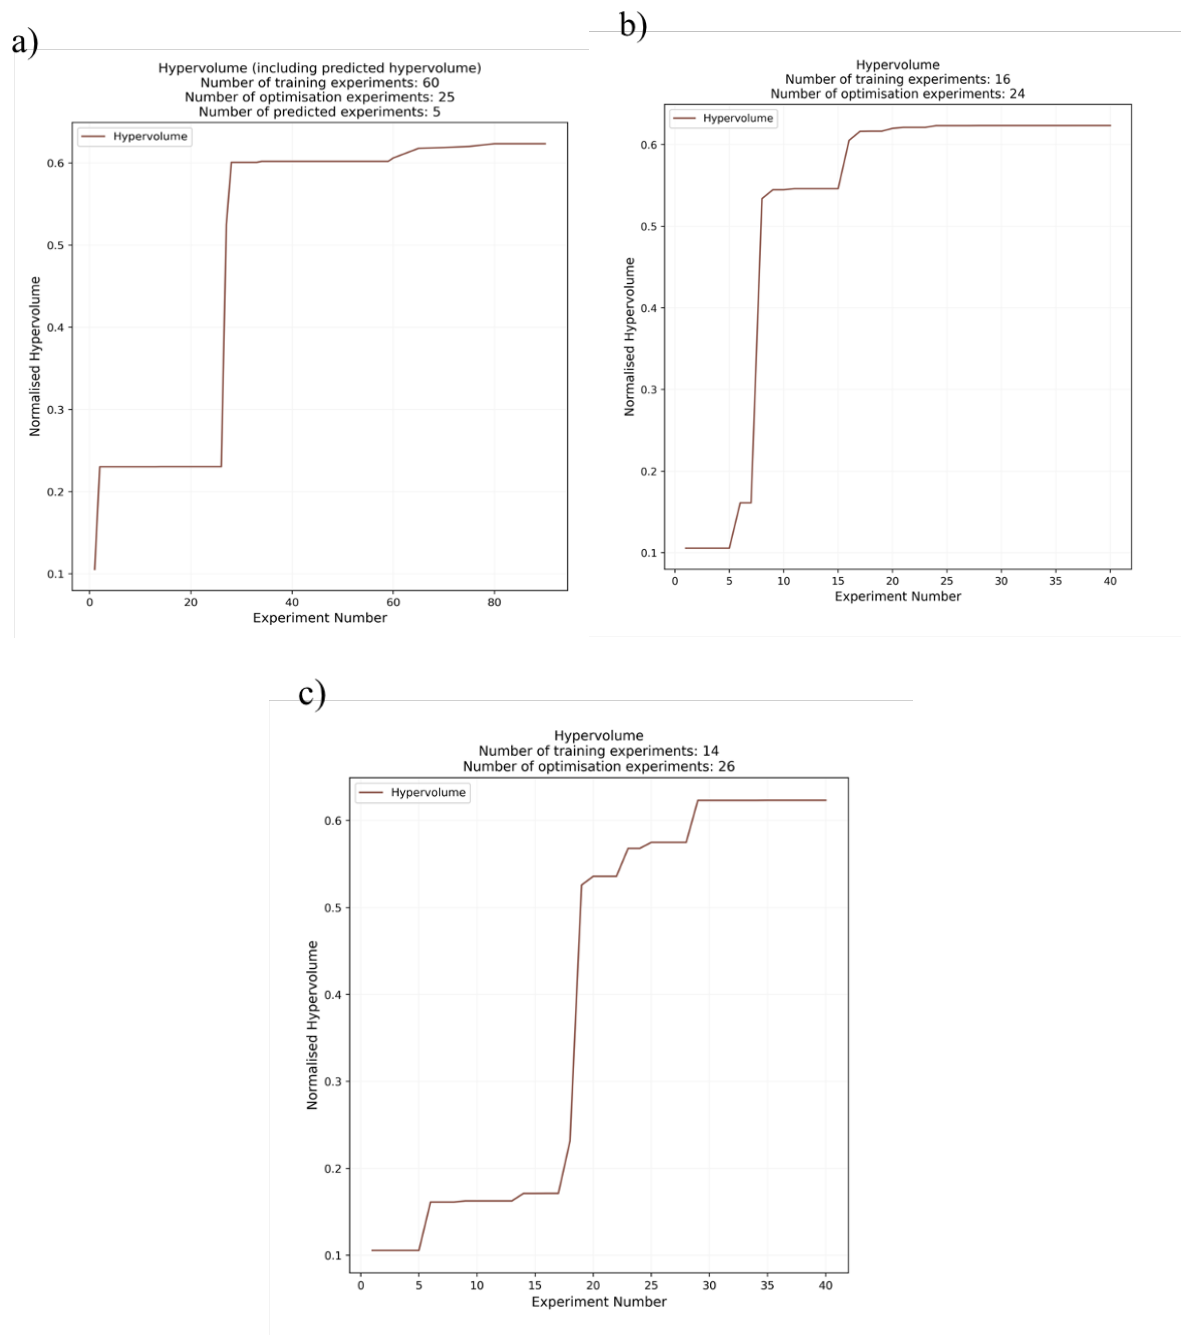 a)
Hypervolume (including predicted hypervolume)
Number of training experiments: 60
Number of optimisation experiments: 25
Number of predicted experiments: 5
Hypervolume
Normalised Hypervolume
0.6
0.5
0.4
0.3
0.2
0.1
0 20 40 60 80
Experiment Number
b)
Hypervolume
Number of training experiments: 16
Number of optimisation experiments: 24
Hypervolume
Normalised Hypervolume
0.6
0.5
0.4
0.3
0.2
0.1
0 5 10 15 20 25 30 35 40
Experiment Number
c)
Hypervolume
Number of training experiments: 14
Number of optimisation experiments: 26
Hypervolume
Normalised Hypervolume
0.6
0.5
0.4
0.3
0.2
0.1
0 5 10 15 20 25 30 35 40
Experiment Number